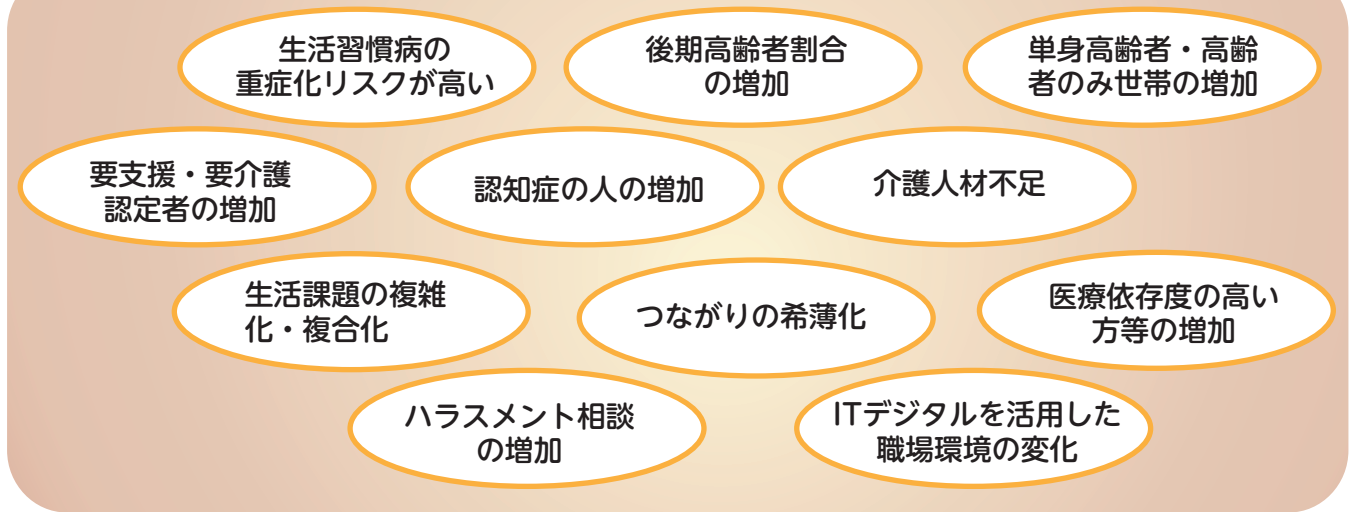 生活習慣病の
重症化リスクが高い
後期高齢者割合
の増加
単身高齢者・高齢
者のみ世帯の増加
要支援・要介護
認定者の増加
認知症の人の増加
介護人材不足
生活課題の複雑
化・複合化
つながりの希薄化
医療依存度の高い
方等の増加
ハラスメント相談
の増加
ITデジタルを活用した
職場環境の変化